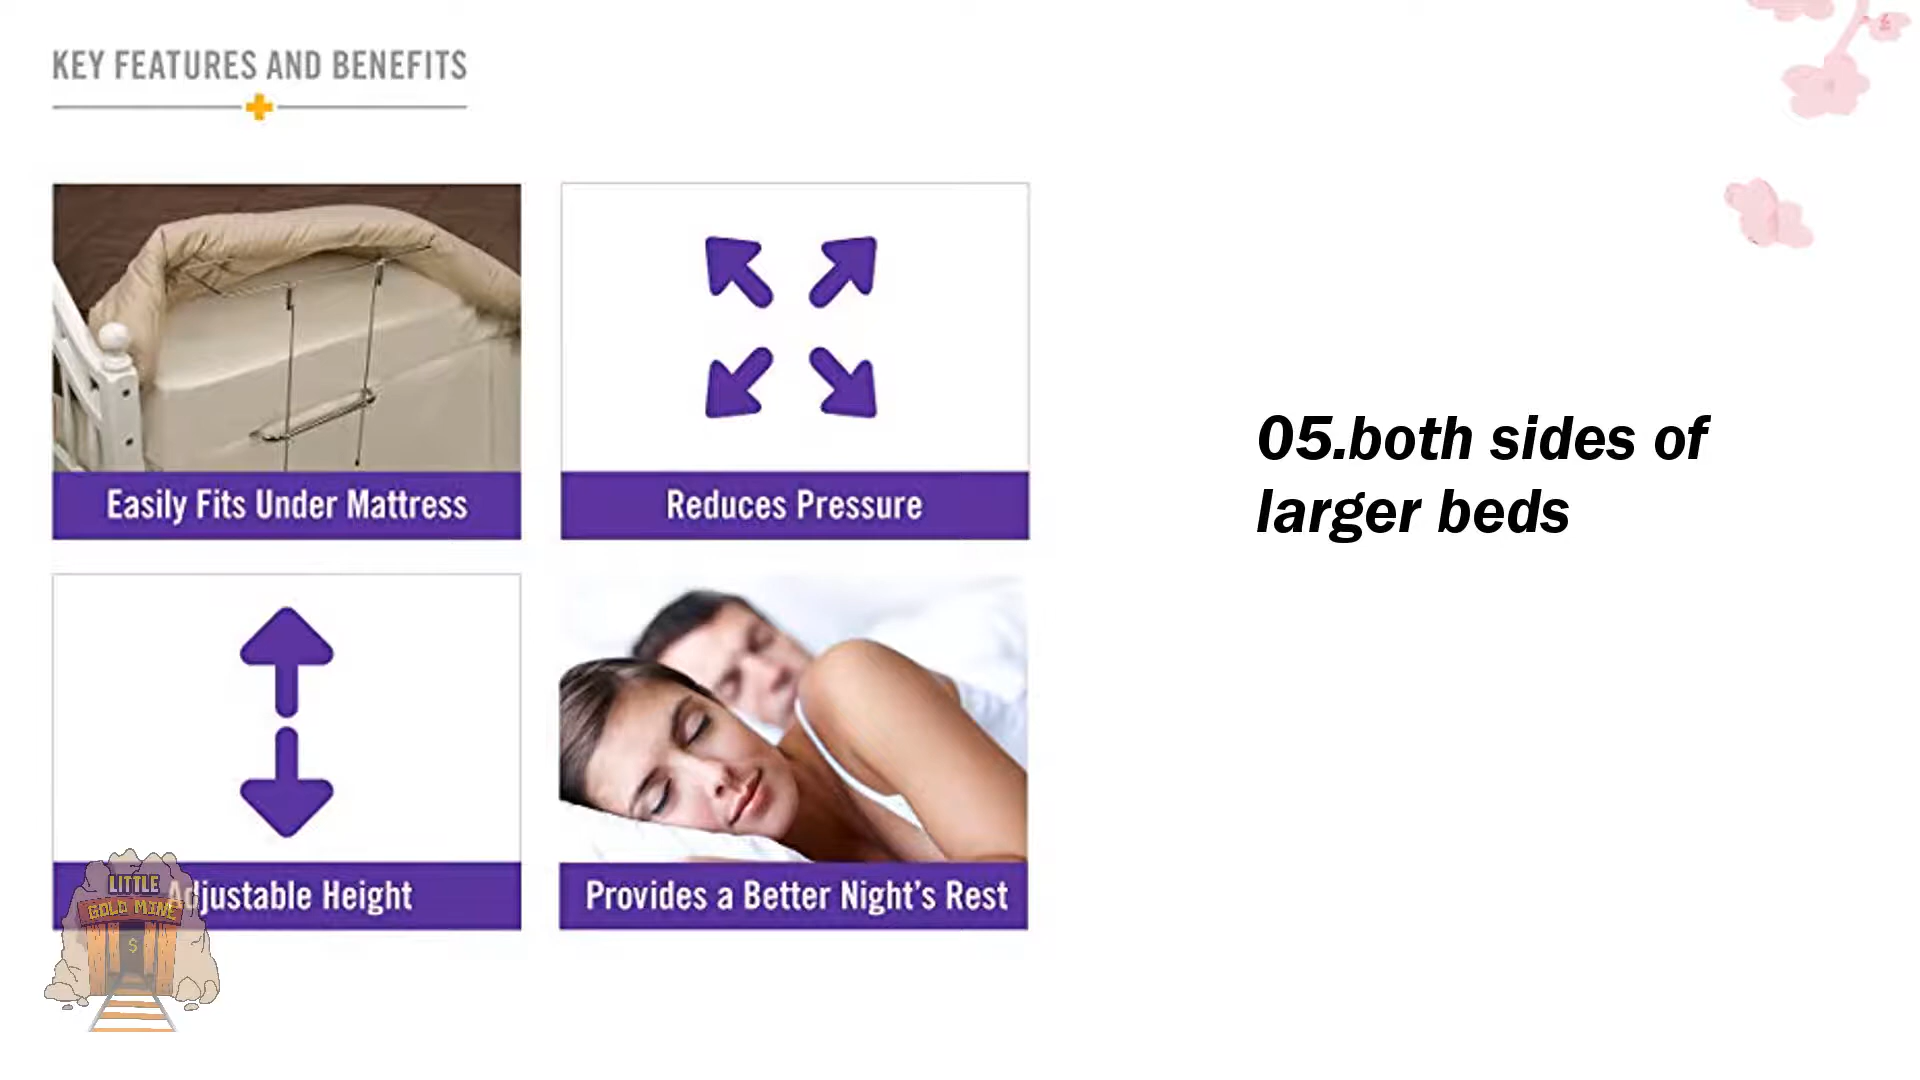 KEY FEATURES AND BENEFITS
Easily Fits Under Mattress
Reduces Pressure
05.both sides of
larger beds
Adjustable Height
Provides a Better Night's Rest
LITTLE
GOLD MINE
$